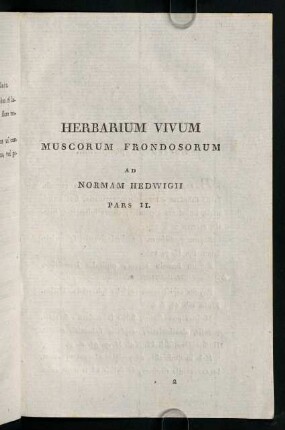 HERBARIUM VIVUM
MUSCORUM FRONDOSORUM
AD
NORMAM HEDWIGII
PARS II.
a